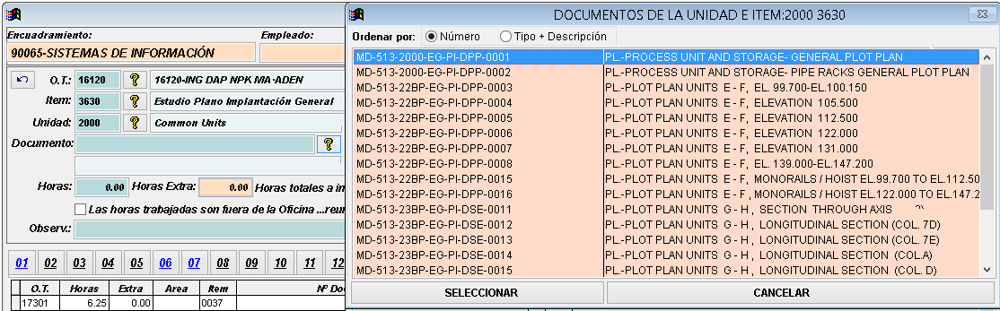 Encuadramiento: Empleado:
90065-SISTEMAS DE INFORMACIÓN
O.T.: 16120 ? 16120-ING DAP NPK MA-ADEN
Item: 3630 ? Estudio Plano Implantación General
Unidad: 2000 ? Common Units
Documento: ?
Horas: 0.00 Horas Extra: 0.00 Horas totales a in
Las horas trabajadas son fuera de la Oficina ...reun
Observ.:
01 02 03 04 05 06 07 08 09 10 11 12
O.T. Horas Extra Area Item Nº Doc
17301 6.25 0.00 0037
DOCUMENTOS DE LA UNIDAD E ITEM:2000 3630
Ordenar por: Número Tipo + Descripción
MD-513-2000-EG-PI-DPP-0001 PL.-PROCESS UNIT AND STORAGE- GENERAL PLOT PLAN
MD-513-2000-EG-PI-DPP-0002 PL.-PROCESS UNIT AND STORAGE- PIPE RACKS GENERAL PLOT PLAN
MD-513-22BP-EG-PI-DPP-0003 PL.-PLOT PLAN UNITS E - F, EL. 99.700-EL.100.150
MD-513-22BP-EG-PI-DPP-0004 PL.-PLOT PLAN UNITS E - F, ELEVATION 105.500
MD-513-22BP-EG-PI-DPP-0005 PL.-PLOT PLAN UNITS E - F, ELEVATION 112.500
MD-513-22BP-EG-PI-DPP-0006 PL.-PLOT PLAN UNITS E - F, ELEVATION 122.000
MD-513-22BP-EG-PI-DPP-0007 PL.-PLOT PLAN UNITS E - F, ELEVATION 131.000
MD-513-22BP-EG-PI-DPP-0008 PL.-PLOT PLAN UNITS E - F, EL. 139.000-EL.147.200
MD-513-22BP-EG-PI-DPP-0015 PL.-PLOT PLAN UNITS E - F, MONORAILS / HOIST EL.99.700 TO EL.112.50
MD-513-22BP-EG-PI-DPP-0016 PL.-PLOT PLAN UNITS E - F, MONORAILS / HOIST EL.122.000 TO EL.147.2
MD-513-23BP-EG-PI-DSE-0011 PL.-PLOT PLAN UNITS G - H, SECTION THROUGH AXIS
MD-513-23BP-EG-PI-DSE-0012 PL.-PLOT PLAN UNITS G - H, LONGITUDINAL SECTION (COL. 7D)
MD-513-23BP-EG-PI-DSE-0013 PL.-PLOT PLAN UNITS G - H, LONGITUDINAL SECTION (COL. 7E)
MD-513-23BP-EG-PI-DSE-0014 PL.-PLOT PLAN UNITS G - H, LONGITUDINAL SECTION (COL.A)
MD-513-23BP-EG-PI-DSE-0015 PL.-PLOT PLAN UNITS G - H, LONGITUDINAL SECTION (COL. D)
SELECCIONAR CANCELAR